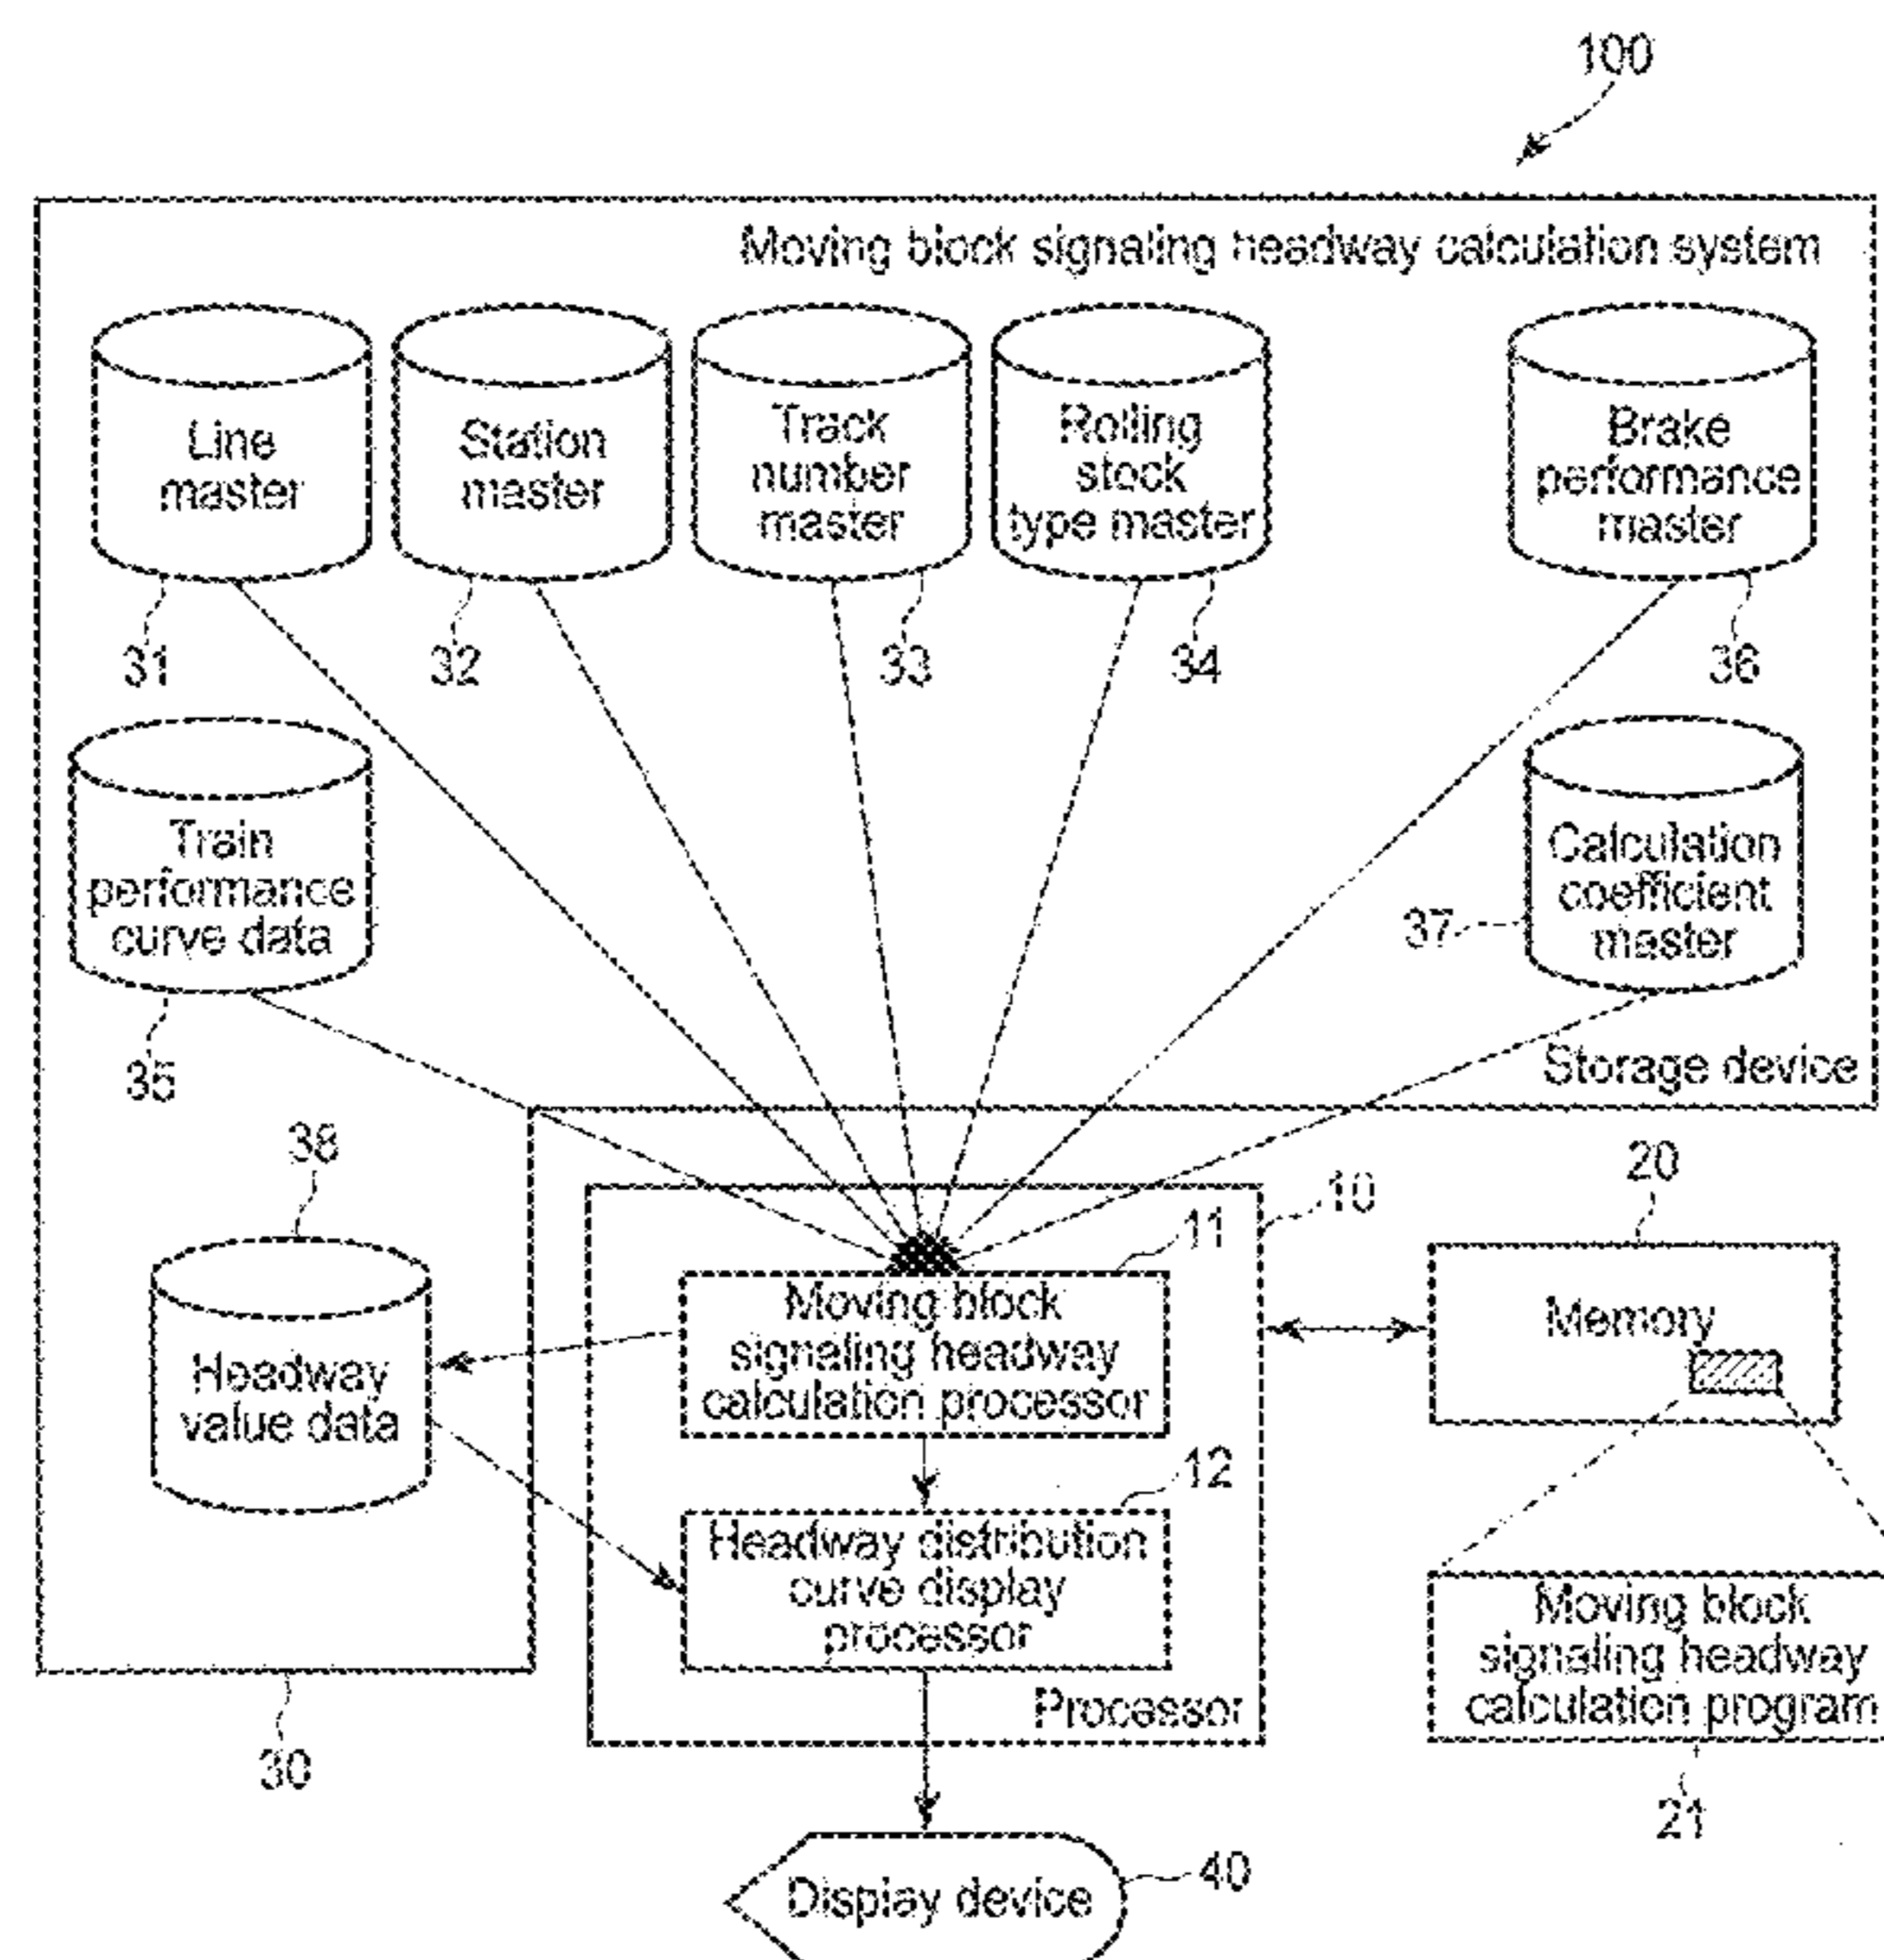 100
Moving block signaling headway calculation system
Line
master
Station
master
Track
number
master
Rolling
stock
type master
Brake
performance
master
31
32
33
34
36
Train
performance
curve data
Calculation
coefficient
master
37
35
Storage device
38
20
10
11
Moving block
signaling headway
calculation processor
Memory
Headway
value data
12
Headway distribution
curve display
processor
Moving block
signaling headway
calculation program
Processor
30
21
Display device
40